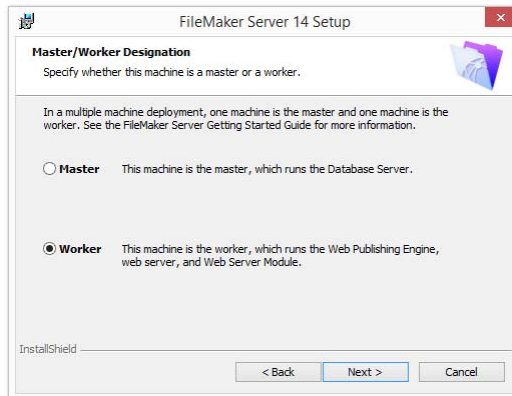 FileMaker Server 14 Setup
Master/Worker Designation
Specify whether this machine is a master or a worker.
In a multiple machine deployment, one machine is the master and one machine is the
worker. See the FileMaker Server Getting Started Guide for more information.
Master This machine is the master, which runs the Database Server.
Worker This machine is the worker, which runs the Web Publishing Engine,
web server, and Web Server Module.
InstallShield
< Back Next > Cancel